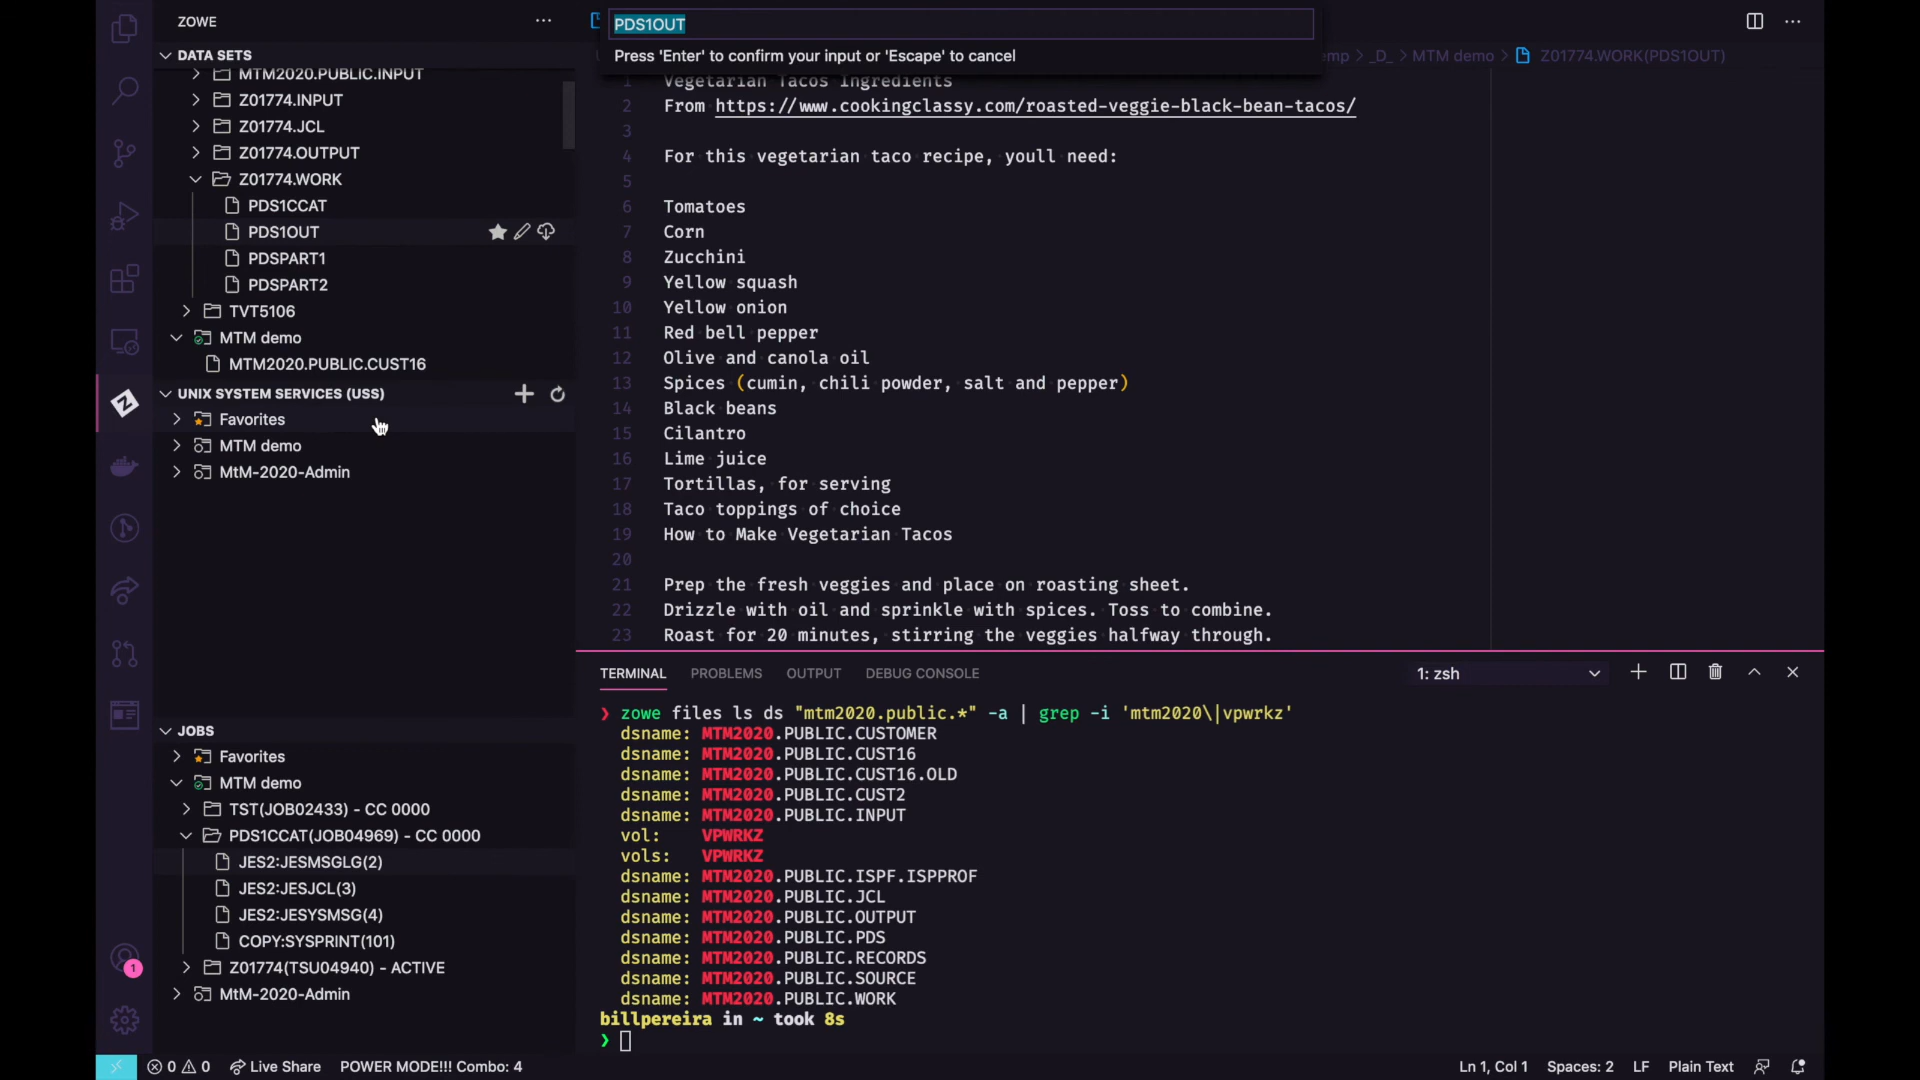 ZOWE
DATA SETS
MTM2020.PUBLIC.INPUT
Z01774.INPUT
Z01774.JCL
Z01774.OUTPUT
Z01774.WORK
PDS1CCAT
PDS1OUT
PDSPART1
PDSPART2
TVT5106
MTM demo
MTM2020.PUBLIC.CUST16
UNIX SYSTEM SERVICES (USS)
Favorites
MTM demo
MtM-2020-Admin
JOBS
Favorites
MTM demo
TST(JOB02433) - CC 0000
PDS1CCAT(JOB04969) - CC 0000
JES2:JESMSGLG(2)
JES2:JESJCL(3)
JES2:JESYSMSG(4)
COPY:SYSPRINT(101)
Z01774(TSU04940) - ACTIVE
MtM-2020-Admin
1
PDS1OUT
Press 'Enter' to confirm your input or 'Escape' to cancel
emp > _D_ > MTM demo > Z01774.WORK(PDS1OUT)
1 Vegetarian Tacos Ingredients
2 From https://www.cookingclassy.com/roasted-veggie-black-bean-tacos/
3
4 For this vegetarian taco recipe, youll need:
5
6 Tomatoes
7 Corn
8 Zucchini
9 Yellow squash
10 Yellow onion
11 Red bell pepper
12 Olive and canola oil
13 Spices (cumin, chili powder, salt and pepper)
14 Black beans
15 Cilantro
16 Lime juice
17 Tortillas, for serving
18 Taco toppings of choice
19 How to Make Vegetarian Tacos
20
21 Prep the fresh veggies and place on roasting sheet.
22 Drizzle with oil and sprinkle with spices. Toss to combine.
23 Roast for 20 minutes, stirring the veggies halfway through.
TERMINAL PROBLEMS OUTPUT DEBUG CONSOLE 1: zsh
❯ zowe files ls ds "mtm2020.public.*" -a | grep -i 'mtm2020\|vpwrkz'
dsname: MTM2020.PUBLIC.CUSTOMER
dsname: MTM2020.PUBLIC.CUST16
dsname: MTM2020.PUBLIC.CUST16.OLD
dsname: MTM2020.PUBLIC.CUST2
dsname: MTM2020.PUBLIC.INPUT
vol: VPWRKZ
vols: VPWRKZ
dsname: MTM2020.PUBLIC.ISPF.ISPPROF
dsname: MTM2020.PUBLIC.JCL
dsname: MTM2020.PUBLIC.OUTPUT
dsname: MTM2020.PUBLIC.PDS
dsname: MTM2020.PUBLIC.RECORDS
dsname: MTM2020.PUBLIC.SOURCE
dsname: MTM2020.PUBLIC.WORK
billpereira in ~ took 8s
❯
0 0 Live Share POWER MODE!!! Combo: 4 Ln 1, Col 1 Spaces: 2 LF Plain Text